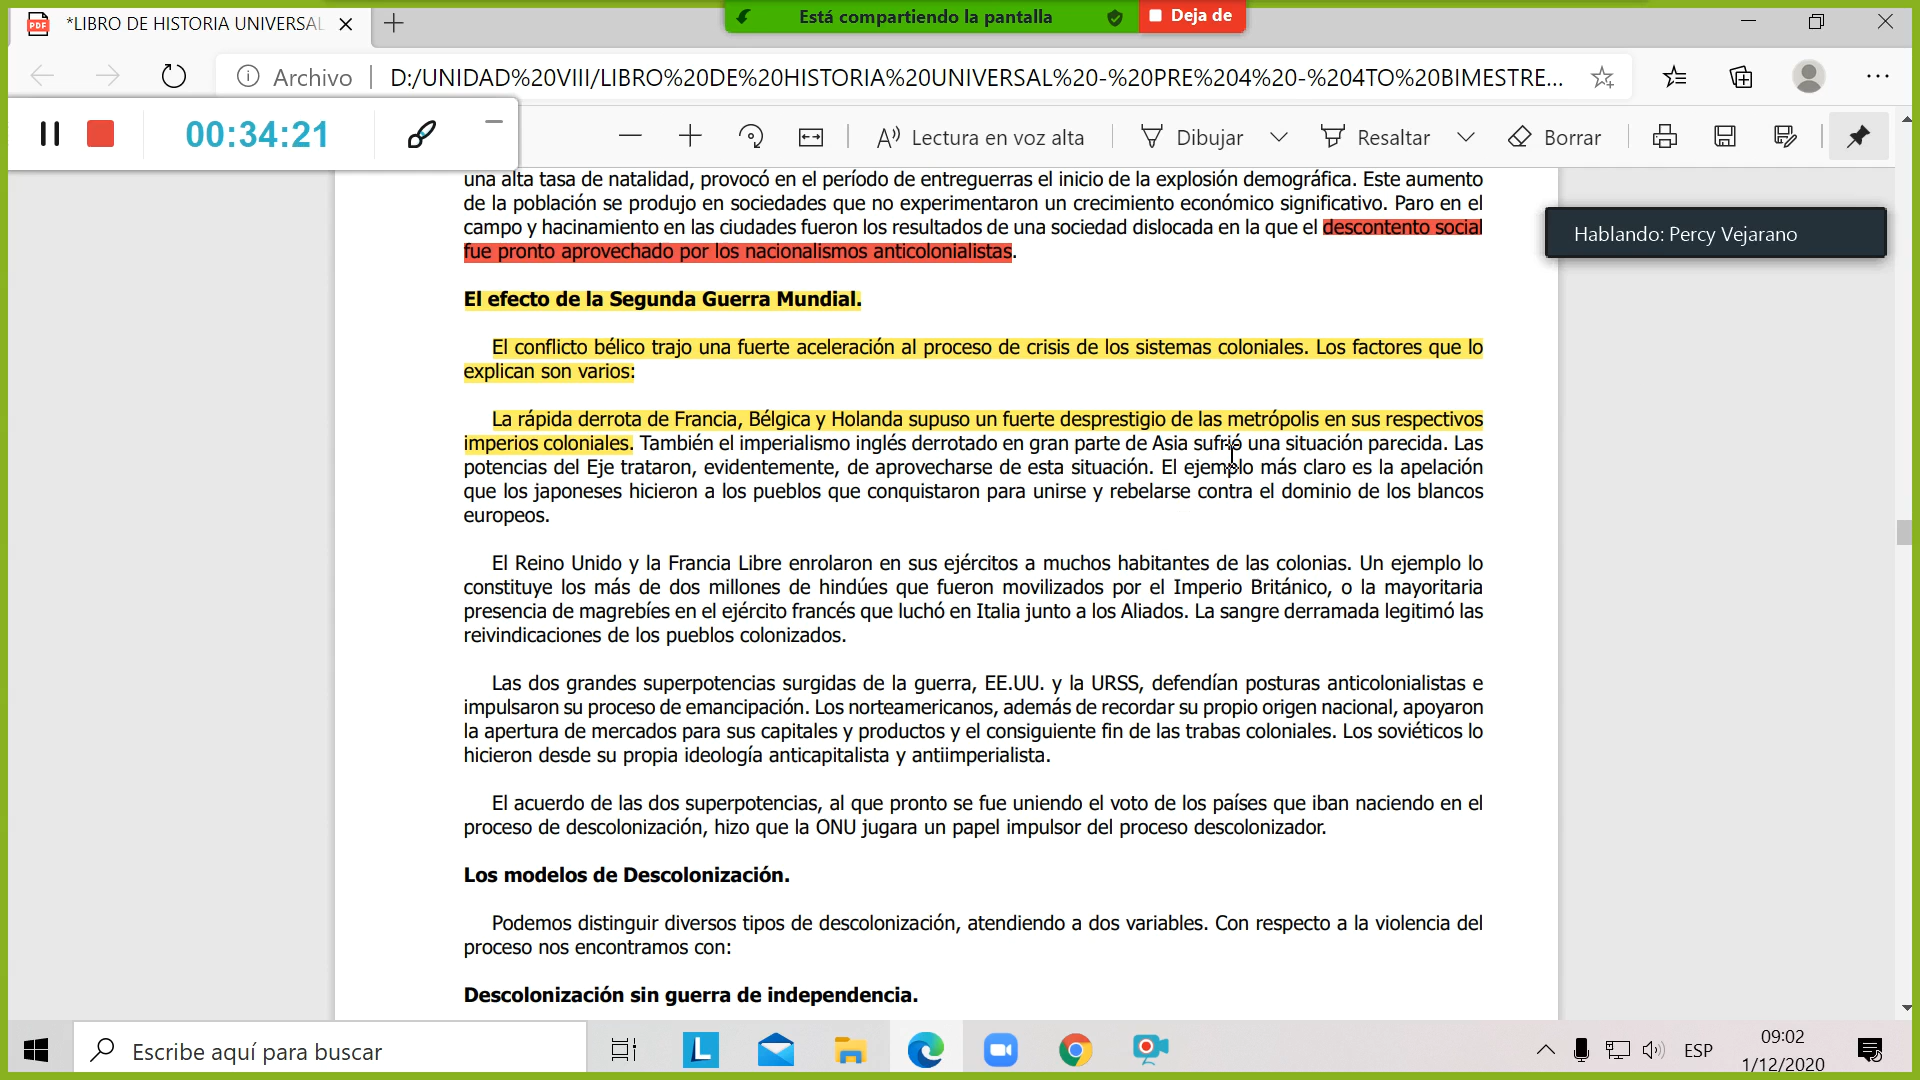 *LIBRO DE HISTORIA UNIVERSAL
Está compartiendo la pantalla
Deja de
Archivo
D:/UNIDAD%20VIII/LIBRO%20DE%20HISTORIA%20UNIVERSAL%20-%20PRE%204%20-%204TO%20BIMESTRE...
00:34:21
Lectura en voz alta
Dibujar
Resaltar
Borrar
Hablando: Percy Vejarano
una alta tasa de natalidad, provocó en el período de entreguerras el inicio de la explosión demográfica. Este aumento
de la población se produjo en sociedades que no experimentaron un crecimiento económico significativo. Paro en el
campo y hacinamiento en las ciudades fueron los resultados de una sociedad dislocada en la que el descontento social
fue pronto aprovechado por los nacionalismos anticolonialistas.
El efecto de la Segunda Guerra Mundial.
El conflicto bélico trajo una fuerte aceleración al proceso de crisis de los sistemas coloniales. Los factores que lo
explican son varios:
La rápida derrota de Francia, Bélgica y Holanda supuso un fuerte desprestigio de las metrópolis en sus respectivos
imperios coloniales. También el imperialismo inglés derrotado en gran parte de Asia sufrió una situación parecida. Las
potencias del Eje trataron, evidentemente, de aprovecharse de esta situación. El ejemplo más claro es la apelación
que los japoneses hicieron a los pueblos que conquistaron para unirse y rebelarse contra el dominio de los blancos
europeos.
El Reino Unido y la Francia Libre enrolaron en sus ejércitos a muchos habitantes de las colonias. Un ejemplo lo
constituye los más de dos millones de hindúes que fueron movilizados por el Imperio Británico, o la mayoritaria
presencia de magrebíes en el ejército francés que luchó en Italia junto a los Aliados. La sangre derramada legitimó las
reivindicaciones de los pueblos colonizados.
Las dos grandes superpotencias surgidas de la guerra, EE.UU. y la URSS, defendían posturas anticolonialistas e
impulsaron su proceso de emancipación. Los norteamericanos, además de recordar su propio origen nacional, apoyaron
la apertura de mercados para sus capitales y productos y el consiguiente fin de las trabas coloniales. Los soviéticos lo
hicieron desde su propia ideología anticapitalista y antiimperialista.
El acuerdo de las dos superpotencias, al que pronto se fue uniendo el voto de los países que iban naciendo en el
proceso de descolonización, hizo que la ONU jugara un papel impulsor del proceso descolonizador.
Los modelos de Descolonización.
Podemos distinguir diversos tipos de descolonización, atendiendo a dos variables. Con respecto a la violencia del
proceso nos encontramos con:
Descolonización sin guerra de independencia.
Escribe aquí para buscar
ESP
09:02
1/12/2020